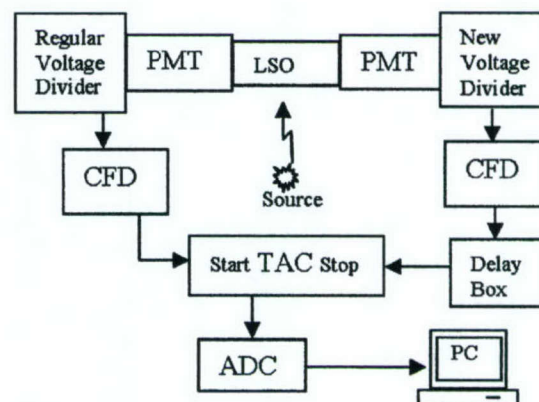 Regular
Voltage
Divider
PMT
LSO
PMT
New
Voltage
Divider
CFD
CFD
Source
Start TAC Stop
Delay
Box
ADC
PC